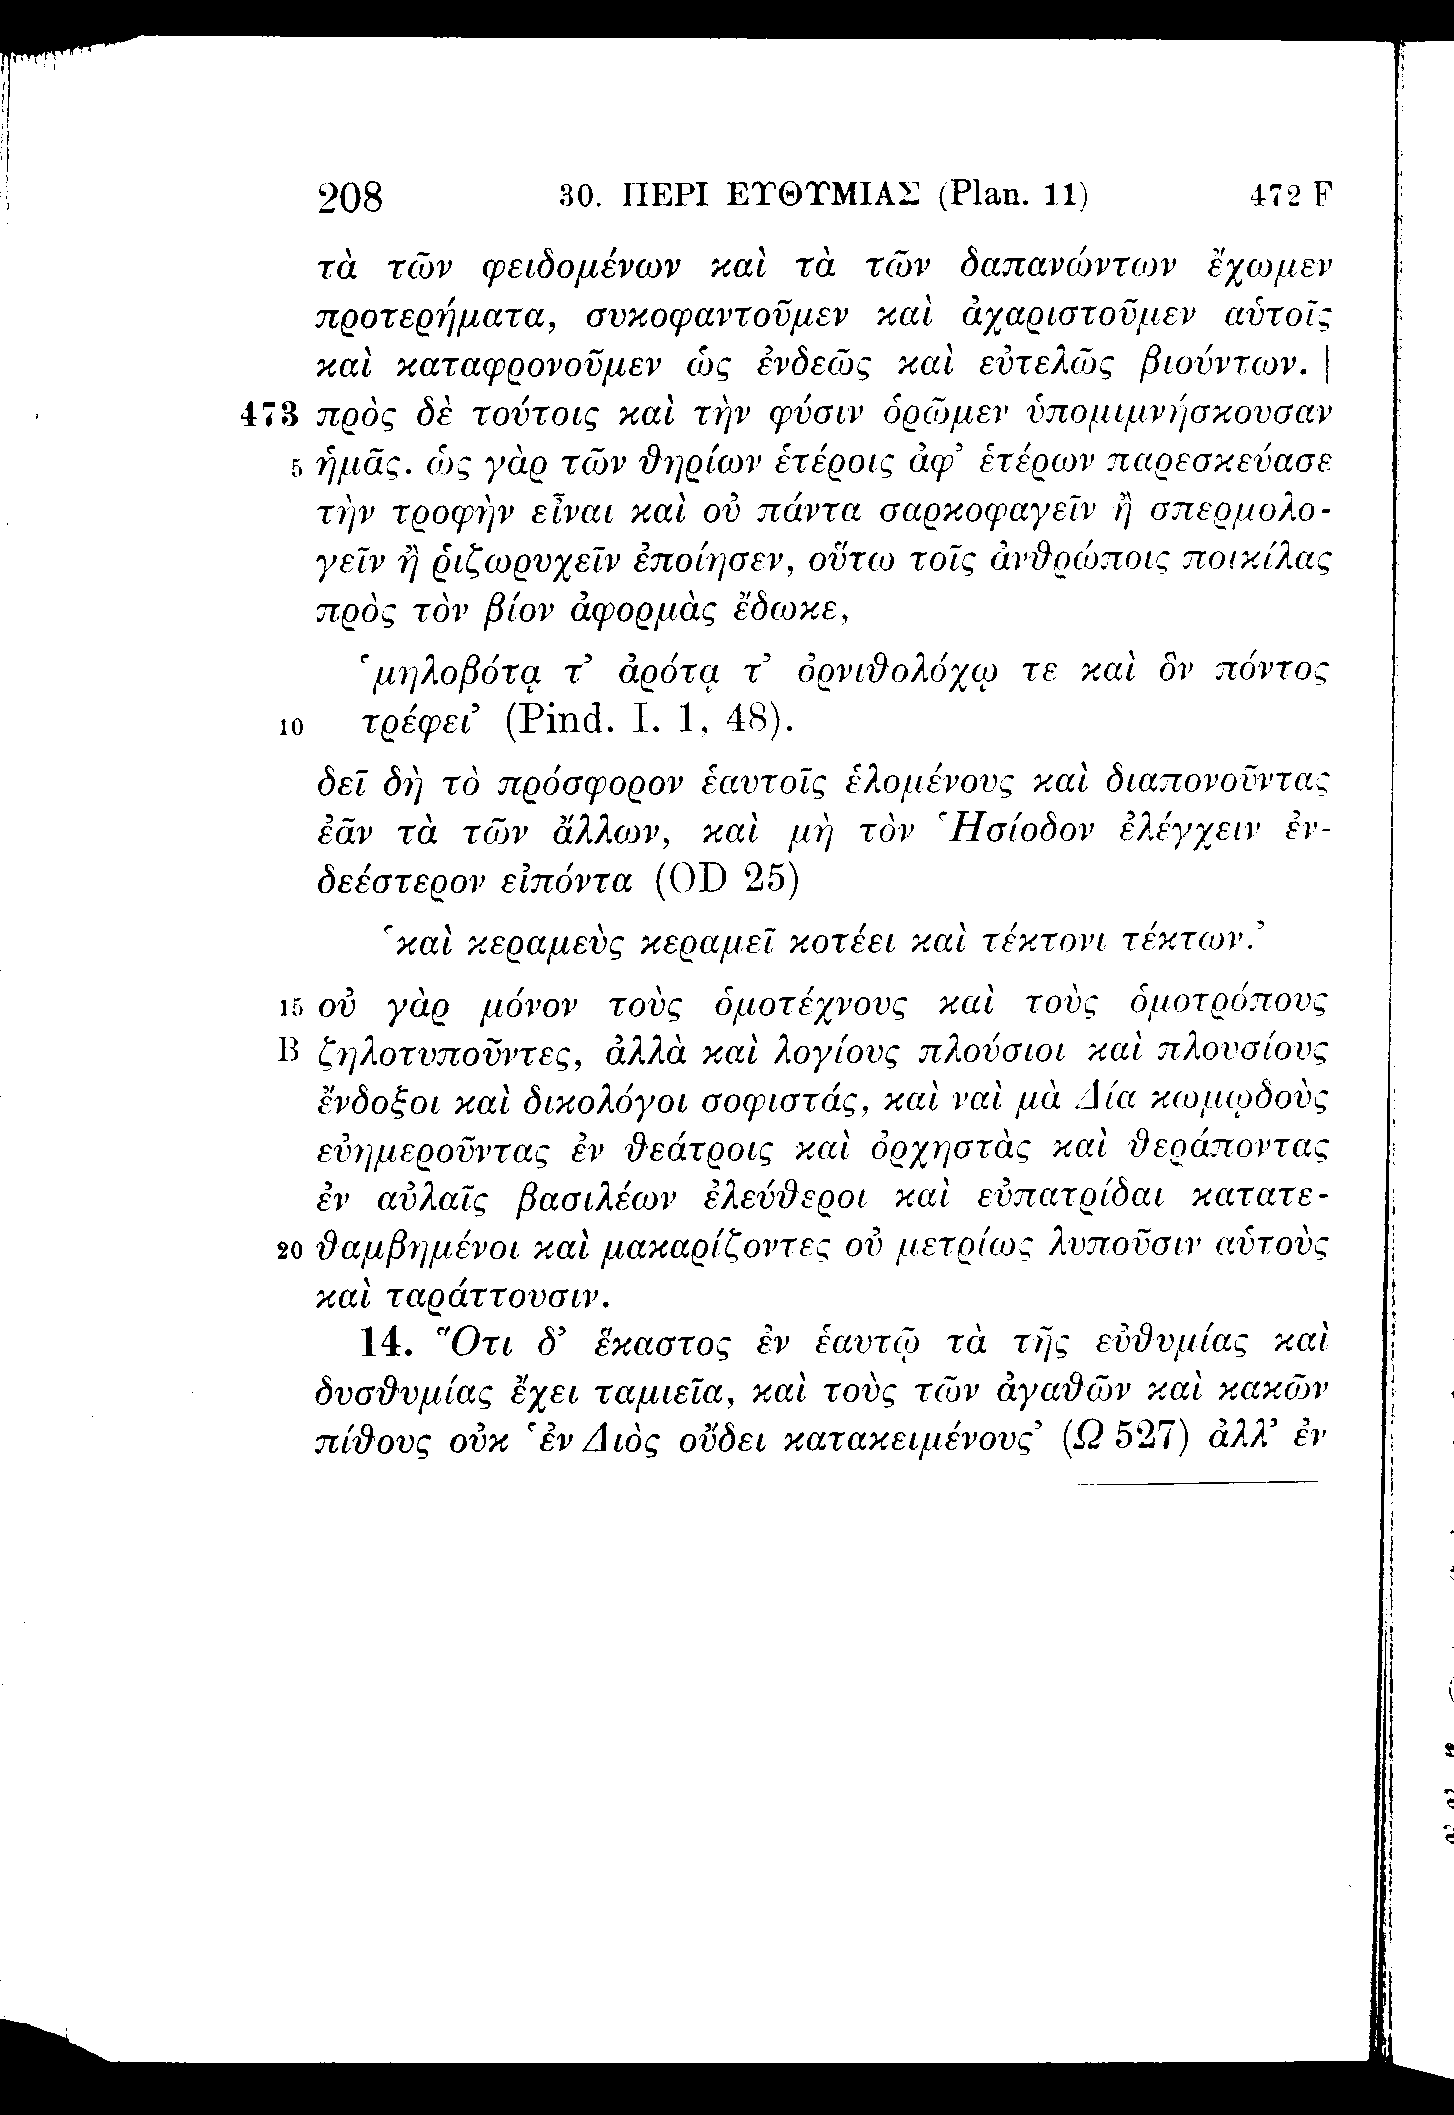 208 30. ΠΕΡΙ ΕΥΘΥΜΙΑΣ (Plan. 11) 472 F
τὰ τῶν φειδομένων καὶ τὰ τῶν δαπανώντων ἔχωμεν
προτερήματα, συκοφαντοῦμεν καὶ ἀχαριστοῦμεν αὑτοῖς
καὶ καταφρονοῦμεν ὡς ἐνδεῶς καὶ εὐτελῶς βιούντων. |
473 πρὸς δὲ τούτοις καὶ τὴν φύσιν ὁρῶμεν ὑπομιμνήσκουσαν
5 ἡμᾶς. ὡς γὰρ τῶν θηρίων ἑτέροις ἀφ’ ἑτέρων παρεσκεύασε
τὴν τροφὴν εἶναι καὶ οὐ πάντα σαρκοφαγεῖν ἢ σπερμολο-
γεῖν ἢ ῥιζωρυχεῖν ἐποίησεν, οὕτω τοῖς ἀνθρώποις ποικίλας
πρὸς τὸν βίον ἀφορμὰς ἔδωκε,
‘μηλοβότᾳ τ’ ἀρότᾳ τ’ ὀρνιθολόχῳ τε καὶ ὃν πόντος
10 τρέφει’ (Pind. I. 1, 48).
δεῖ δὴ τὸ πρόσφορον ἑαυτοῖς ἑλομένους καὶ διαπονοῦντας
ἐᾶν τὰ τῶν ἄλλων, καὶ μὴ τὸν Ἡσίοδον ἐλέγχειν ἐν-
δεέστερον εἰπόντα (OD 25)
‘καὶ κεραμεὺς κεραμεῖ κοτέει καὶ τέκτονι τέκτων.’
15 οὐ γὰρ μόνον τοὺς ὁμοτέχνους καὶ τοὺς ὁμοτρόπους
B ζηλοτυποῦντες, ἀλλὰ καὶ λογίους πλούσιοι καὶ πλουσίους
ἔνδοξοι καὶ δικολόγοι σοφιστάς, καὶ ναὶ μὰ Δία κωμῳδοὺς
εὐημεροῦντας ἐν θεάτροις καὶ ὀρχηστὰς καὶ θεράποντας
ἐν αὐλαῖς βασιλέων ἐλεύθεροι καὶ εὐπατρίδαι κατατε-
20 θαμβημένοι καὶ μακαρίζοντες οὐ μετρίως λυποῦσιν αὑτοὺς
καὶ ταράττουσιν.
14. Ὅτι δ’ ἕκαστος ἐν ἑαυτῷ τὰ τῆς εὐθυμίας καὶ
δυσθυμίας ἔχει ταμιεῖα, καὶ τοὺς τῶν ἀγαθῶν καὶ κακῶν
πίθους οὐκ ‘ἐν Διὸς οὔδει κατακειμένους’ (Ω 527) ἀλλ’ ἐν